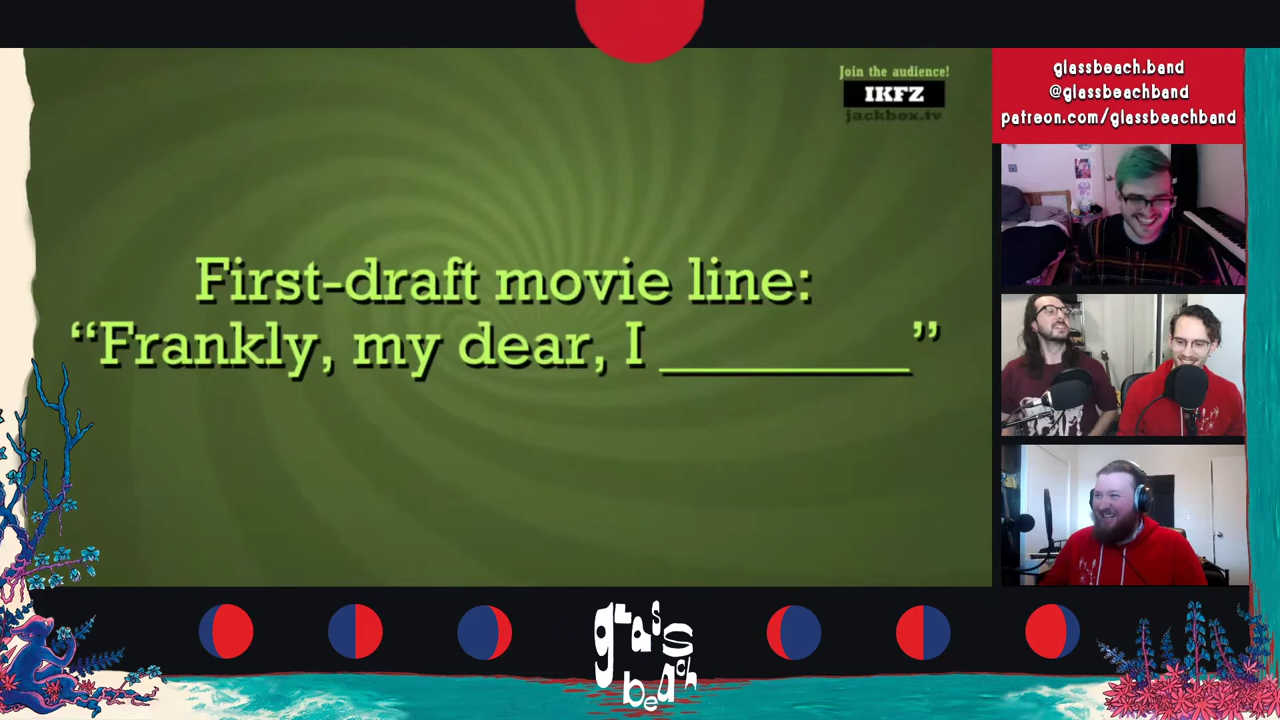 Join the audience!
IKFZ
jackbox.tv
First-draft movie line:
“Frankly, my dear, I _________”
glassbeach.band
@glassbeachband
patreon.com/glassbeachband
glass
beach